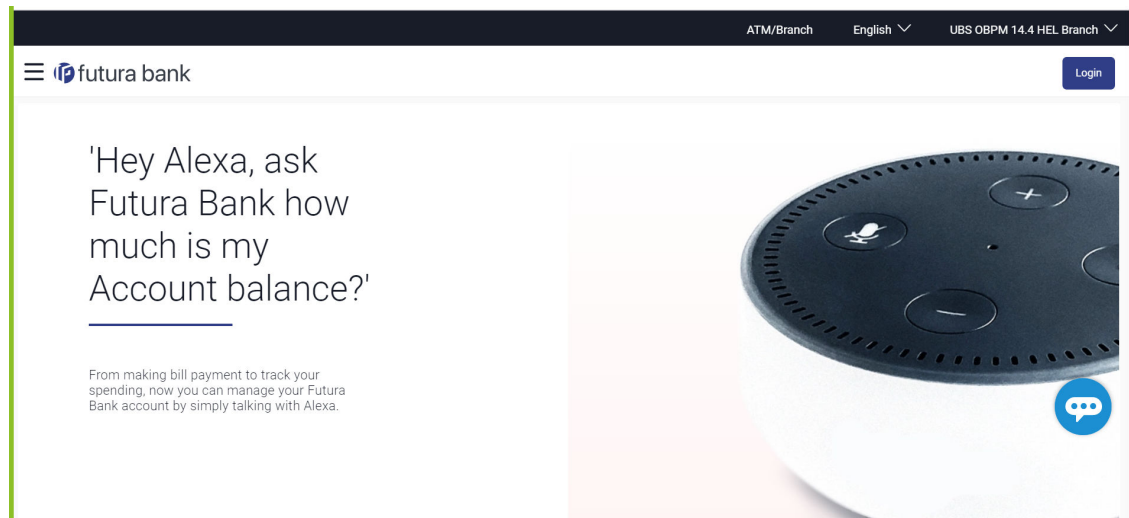 ATM/Branch English UBS OBPM 14.4 HEL Branch
futura bank
Login
'Hey Alexa, ask
Futura Bank how
much is my
Account balance?'
From making bill payment to track your
spending, now you can manage your Futura
Bank account by simply talking with Alexa.